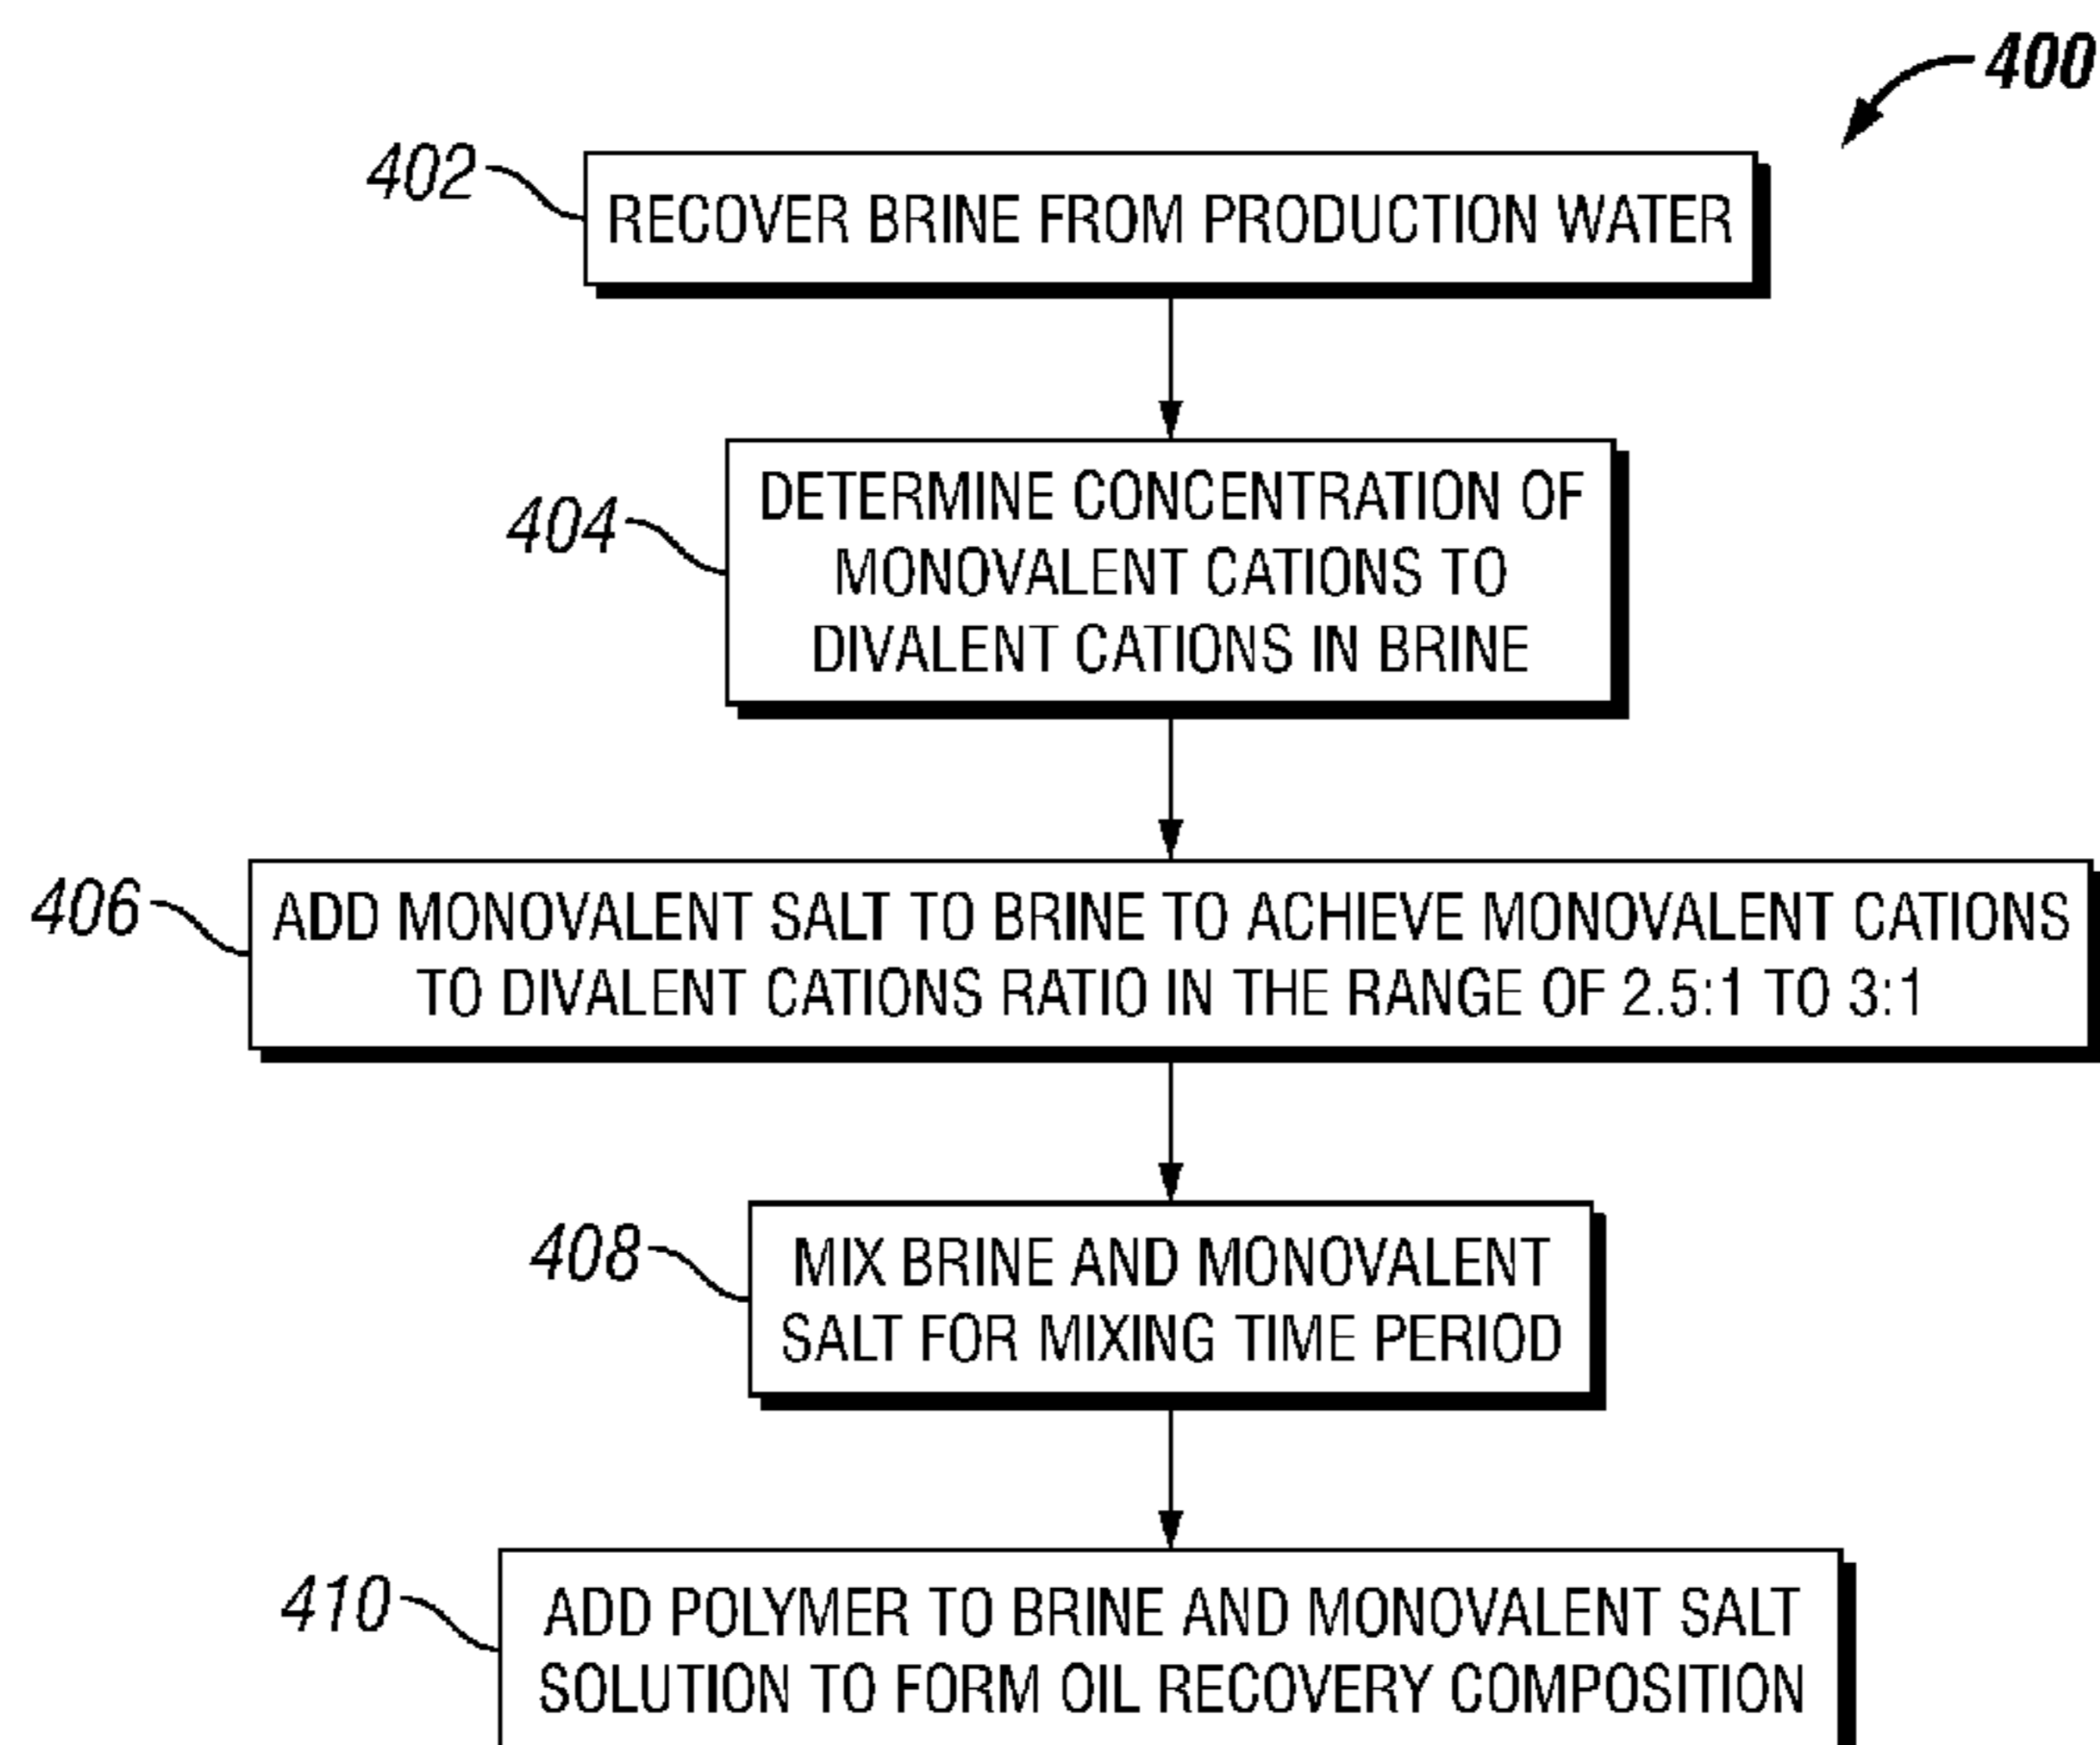 400
402
RECOVER BRINE FROM PRODUCTION WATER
404
DETERMINE CONCENTRATION OF
MONOVALENT CATIONS TO
DIVALENT CATIONS IN BRINE
406
ADD MONOVALENT SALT TO BRINE TO ACHIEVE MONOVALENT CATIONS
TO DIVALENT CATIONS RATIO IN THE RANGE OF 2.5:1 TO 3:1
408
MIX BRINE AND MONOVALENT
SALT FOR MIXING TIME PERIOD
410
ADD POLYMER TO BRINE AND MONOVALENT SALT
SOLUTION TO FORM OIL RECOVERY COMPOSITION